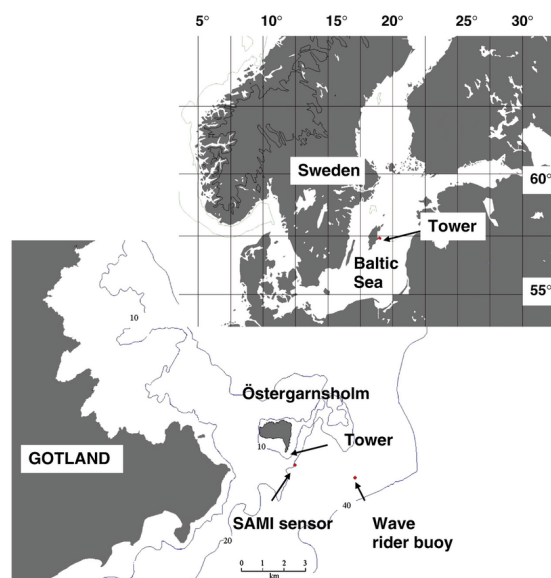 5° 10° 15° 20° 25° 30°
Sweden
60°
Tower
Baltic
Sea
55°
10
Östergarnsholm
10
Tower
GOTLAND
40
SAMI sensor
Wave
rider buoy
20
0 1 2 3
km